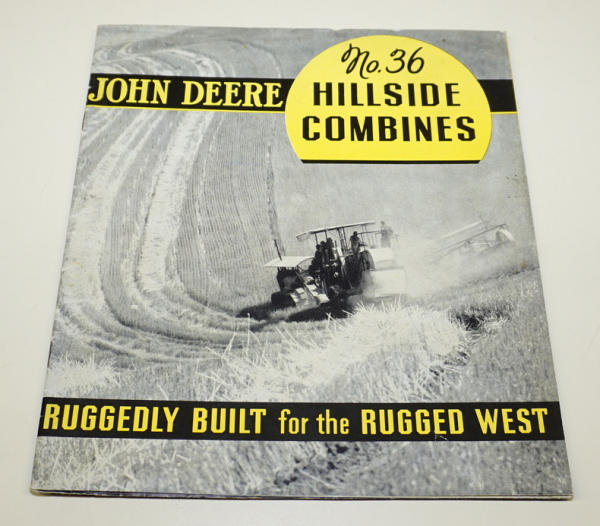 No. 36
JOHN DEERE
HILLSIDE
COMBINES
RUGGEDLY BUILT for the RUGGED WEST